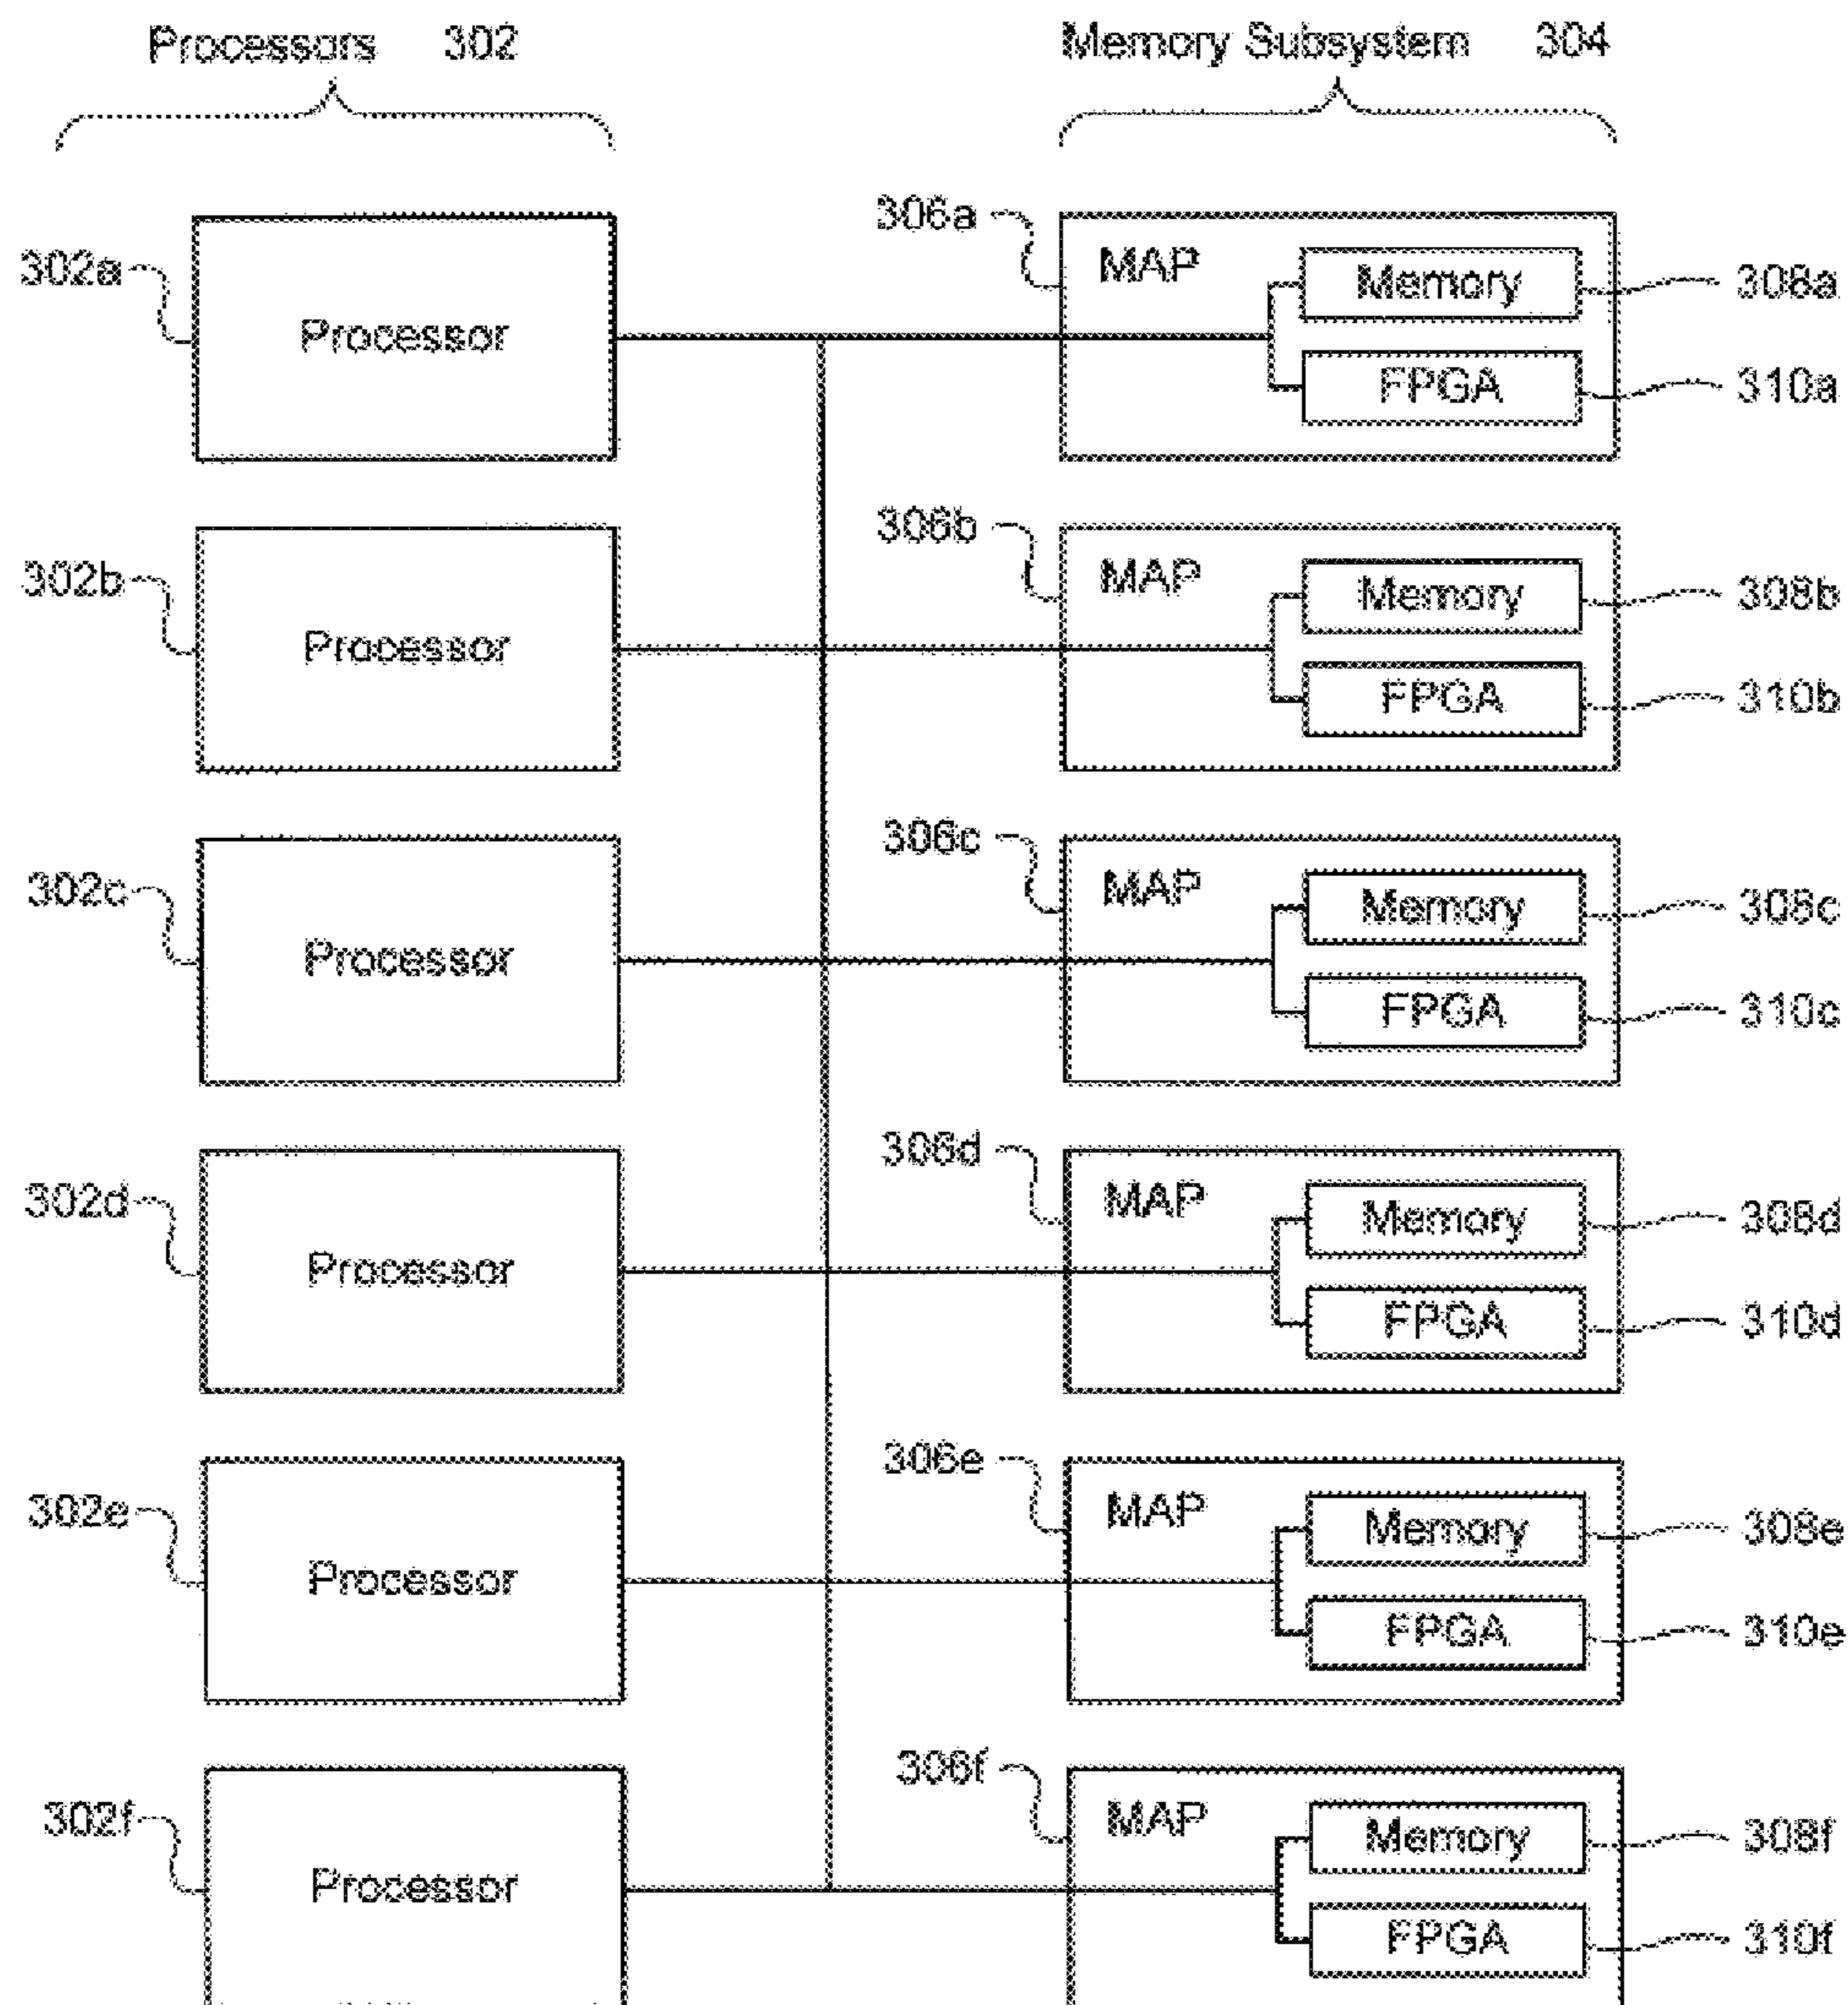 Processors 302
Memory Subsystem 304
306a
MAP
Memory
308a
302a
Processor
FPGA
310a
306b
MAP
Memory
308b
302b
Processor
FPGA
310b
306c
MAP
Memory
308c
302c
Processor
FPGA
310c
306d
MAP
Memory
308d
302d
Processor
FPGA
310d
306e
MAP
Memory
308e
302e
Processor
FPGA
310e
306f
MAP
Memory
308f
302f
Processor
FPGA
310f